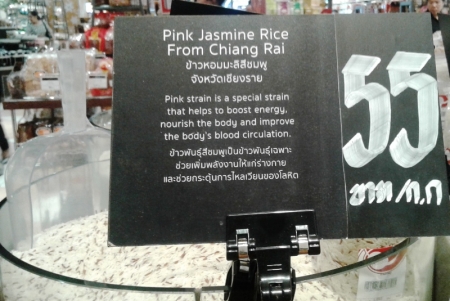 Pink Jasmine Rice
From Chiang Rai
ข้าวหอมมะลิสีชมพู
จังหวัดเชียงราย
Pink strain is a special strain
that helps to boost energy,
nourish the body and improve
the body's blood circulation.
ข้าวพันธุ์สีชมพูเป็นข้าวพันธุ์เฉพาะ
ช่วยเพิ่มพลังงานให้แก่ร่างกาย
และช่วยกระตุ้นการไหลเวียนของโลหิต
55
บาท/ก.ก